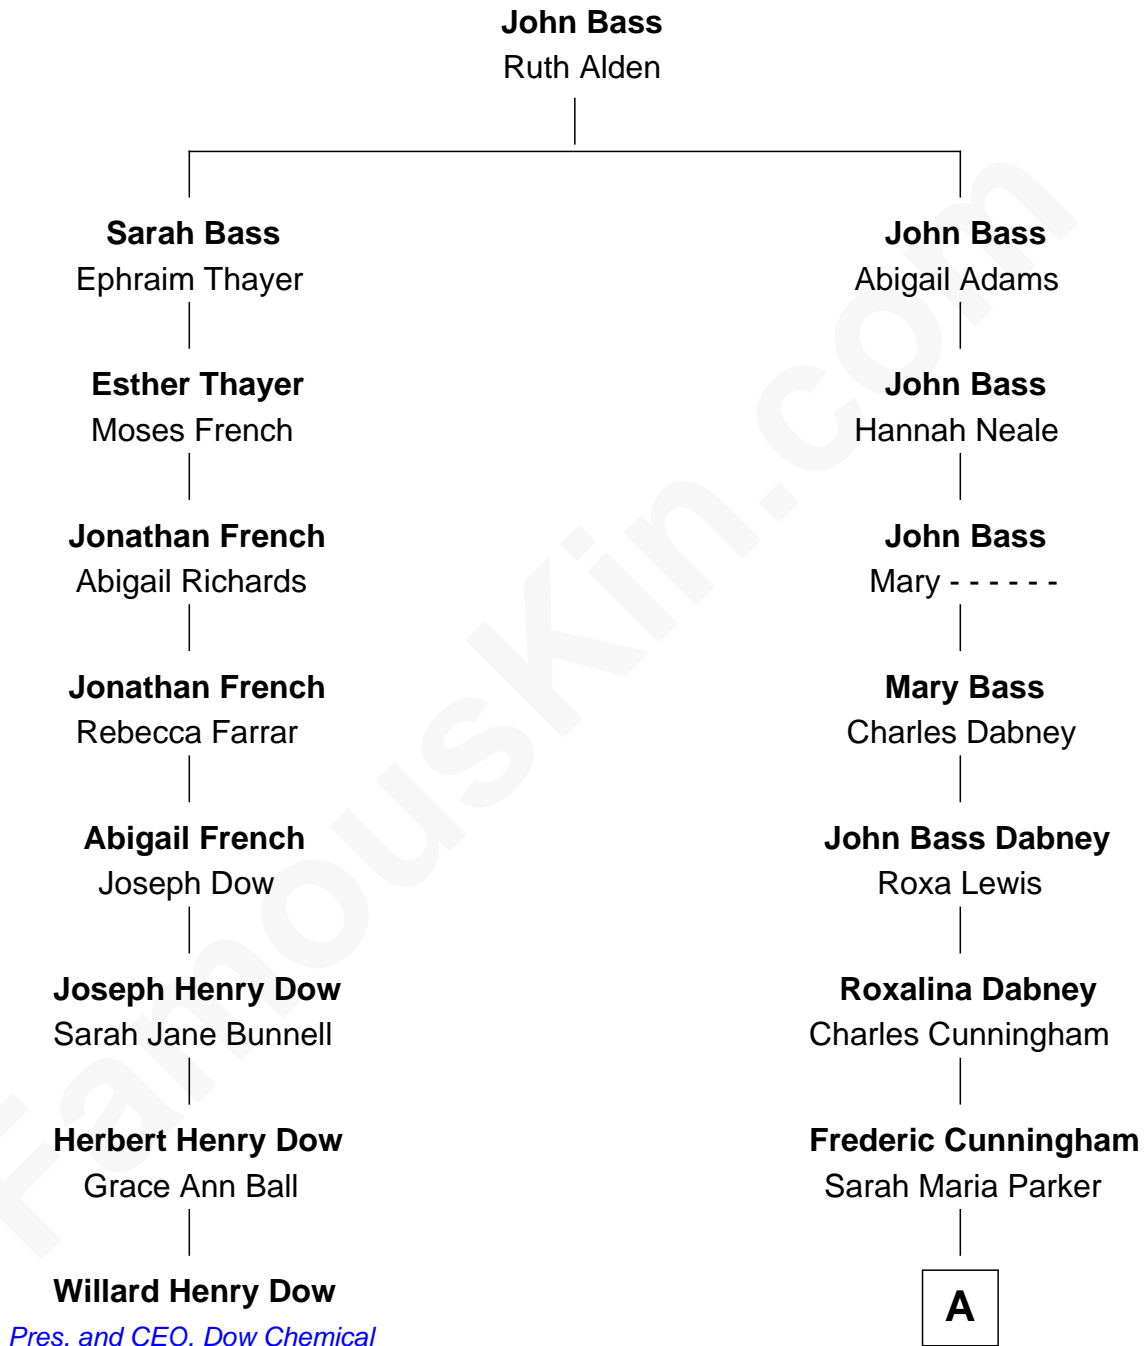 John Bass
Ruth Alden
Sarah Bass
Ephraim Thayer
John Bass
Abigail Adams
Esther Thayer
Moses French
John Bass
Hannah Neale
Jonathan French
Abigail Richards
John Bass
Mary - - - - - -
Jonathan French
Rebecca Farrar
Mary Bass
Charles Dabney
Abigail French
Joseph Dow
John Bass Dabney
Roxa Lewis
Joseph Henry Dow
Sarah Jane Bunnell
Roxalina Dabney
Charles Cunningham
Herbert Henry Dow
Grace Ann Ball
Frederic Cunningham
Sarah Maria Parker
Willard Henry Dow
Pres. and CEO, Dow Chemical
A
FamousKin.com